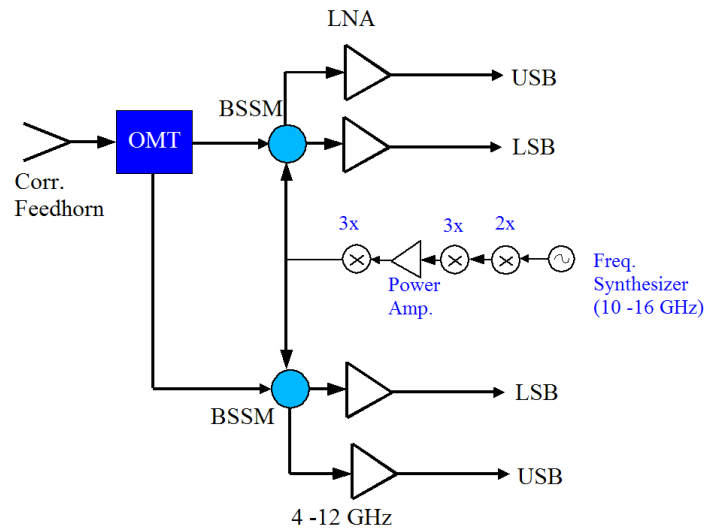 LNA
USB
BSSM
OMT
LSB
Corr.
Feedhorn
3x
3x
2x
Power
Amp.
Freq.
Synthesizer
(10 -16 GHz)
BSSM
LSB
USB
4 -12 GHz